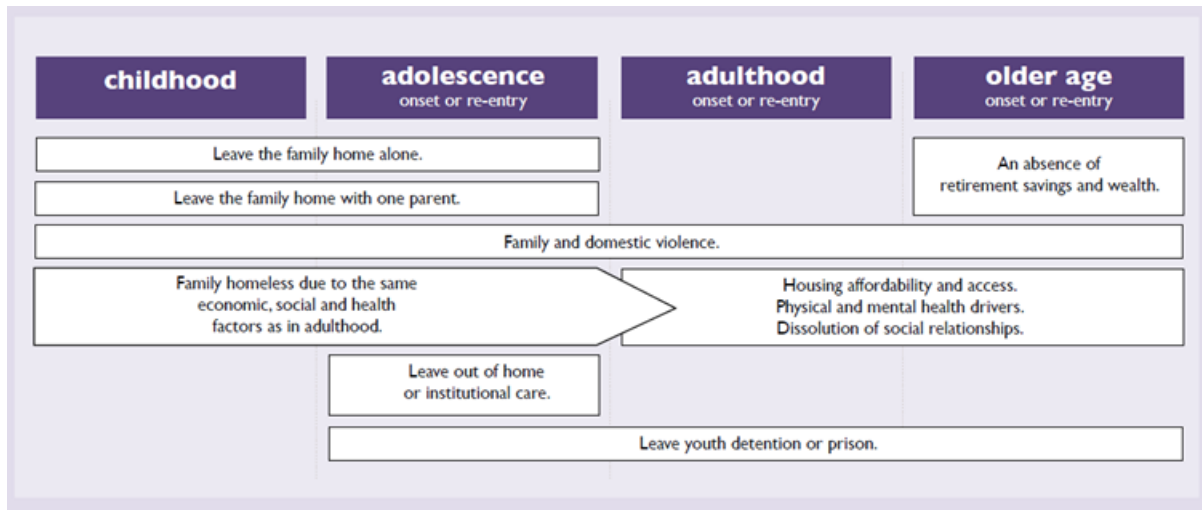 childhood
adolescence
onset or re-entry
adulthood
onset or re-entry
older age
onset or re-entry
Leave the family home alone.
An absence of
retirement savings and wealth.
Leave the family home with one parent.
Family and domestic violence.
Family homeless due to the same
economic, social and health
factors as in adulthood.
Housing affordability and access.
Physical and mental health drivers.
Dissolution of social relationships.
Leave out of home
or institutional care.
Leave youth detention or prison.